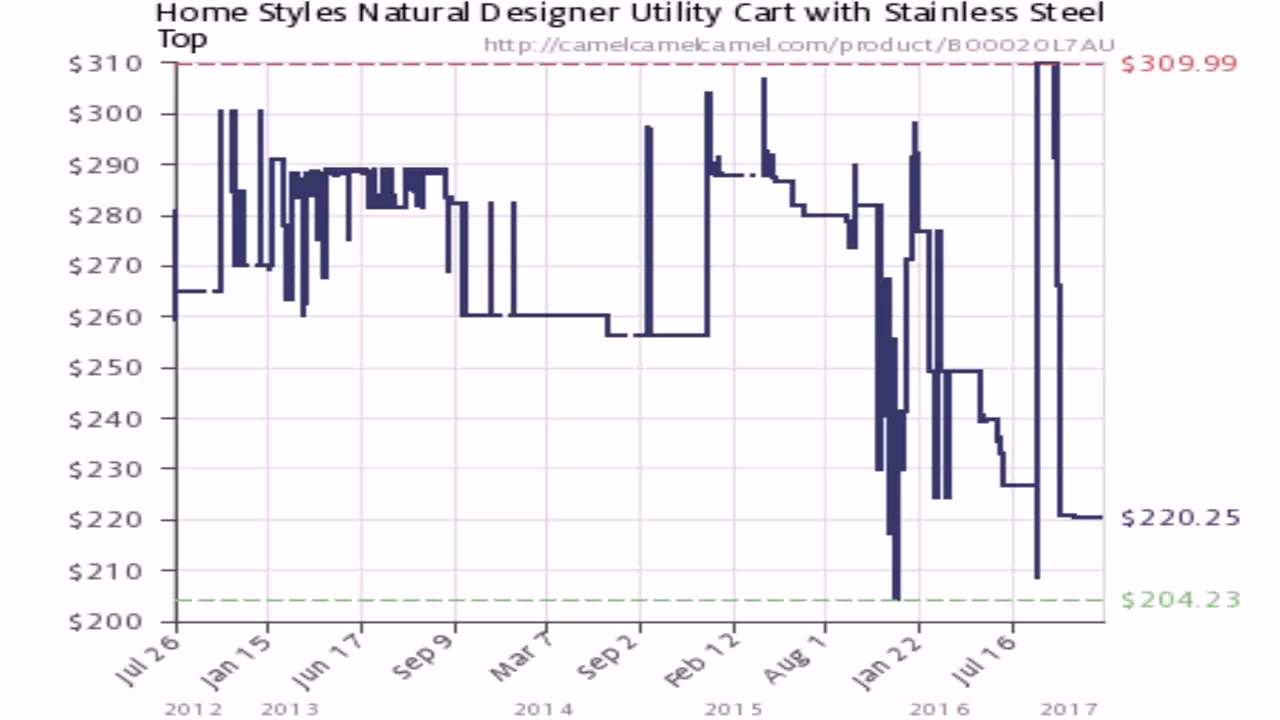 Home Styles Natural Designer Utility Cart with Stainless Steel
Top
http://camelcamelcamel.com/product/B00020L7AU
$310
$309.99
$300
$290
$280
$270
$260
$250
$240
$230
$220
$220.25
$210
$204.23
$200
Jul 26
Jan 15
Jun 17
Sep 9
Mar 7
Sep 2
Feb 12
Aug 1
Jan 22
Jul 16
2012
2013
2014
2015
2016
2017